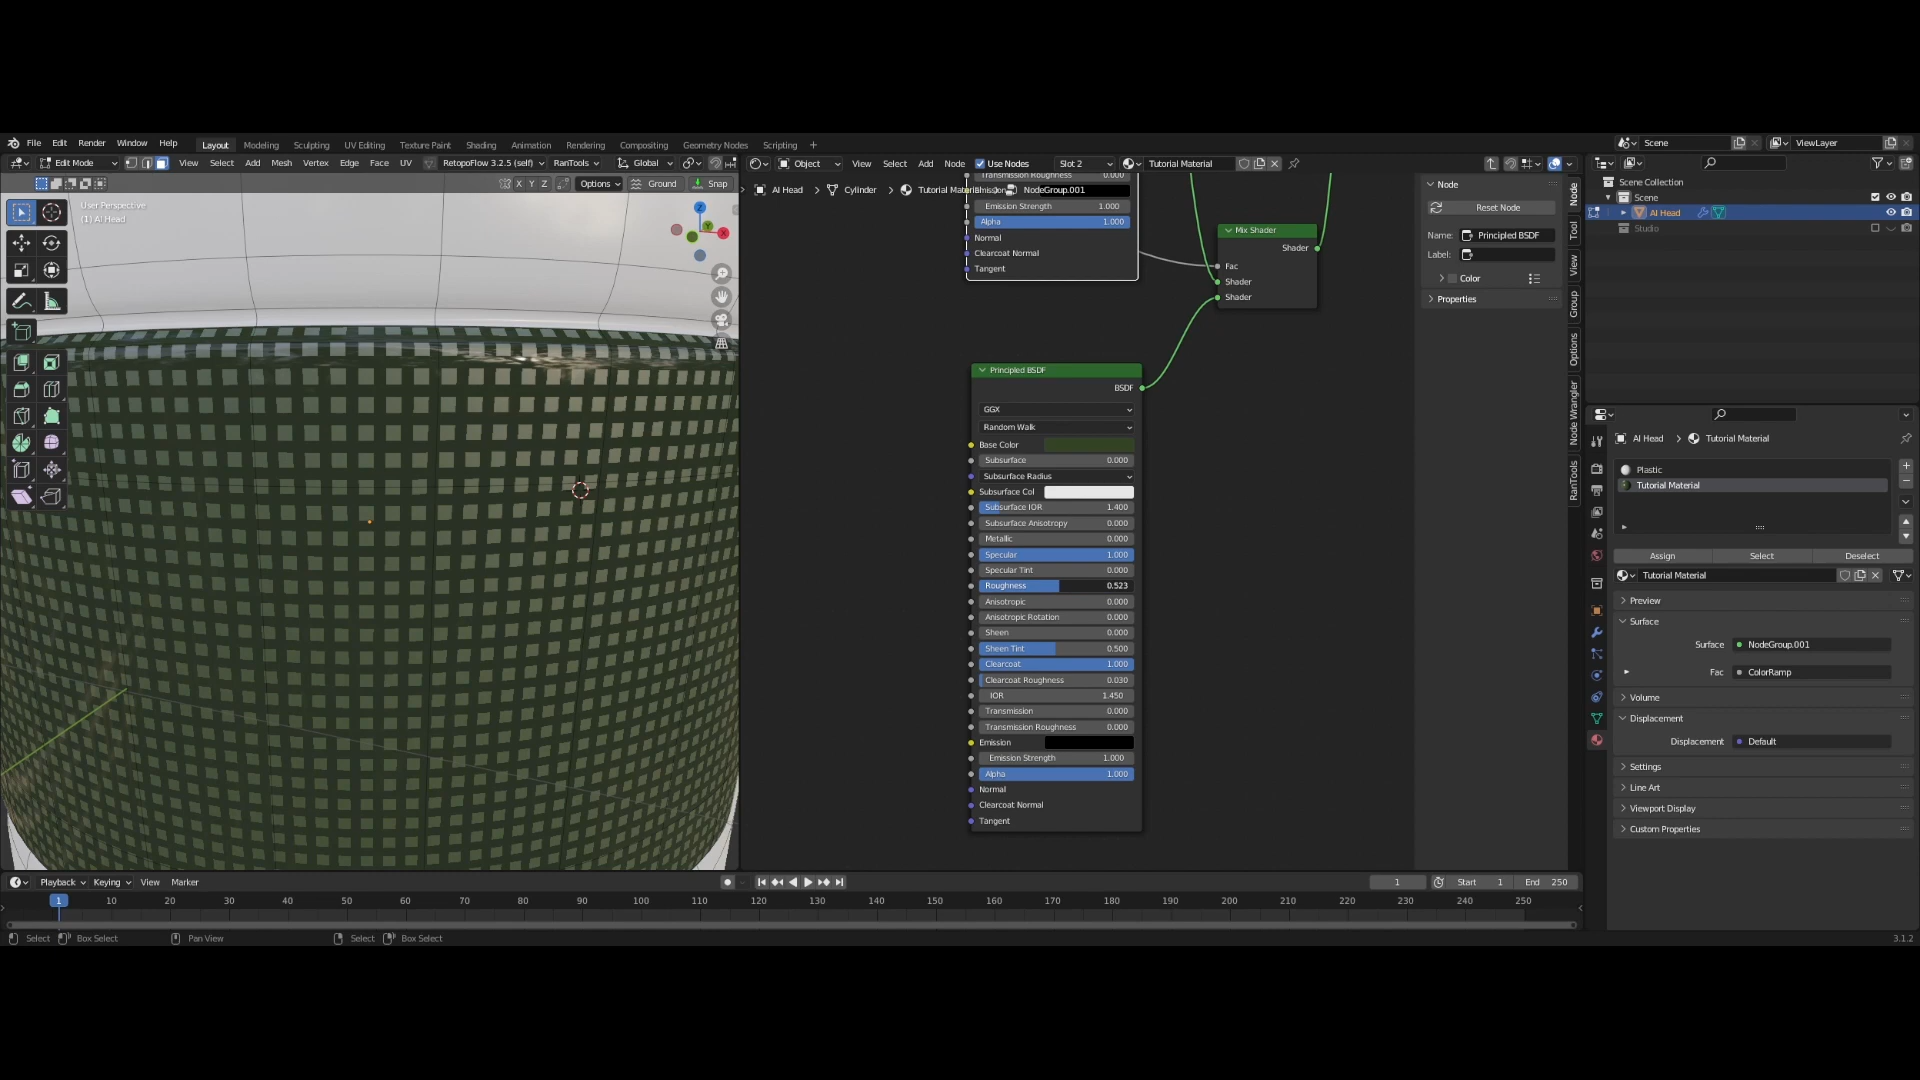 File Edit Render Window Help Layout Modeling Sculpting UV Editing Texture Paint Shading Animation Rendering Compositing Geometry Nodes Scripting + Scene ViewLayer
Edit Mode View Select Add Mesh Vertex Edge Face UV RetopoFlow 3.2.5 (self) RanTools Global
Object View Select Add Node Use Nodes Slot 2 Tutorial Material
X Y Z Options Ground Snap
User Perspective
(1) AI Head
Z
Y
X
AI Head > Cylinder > NodeGroup.001
Transmission Roughness 0.000
Emission Strength 1.000
Alpha 1.000
Normal
Clearcoat Normal
Tangent
Mix Shader
Shader
Fac
Shader
Shader
Principled BSDF
BSDF
GGX
Random Walk
Base Color
Subsurface 0.000
Subsurface Radius
Subsurface Col
Subsurface IOR 1.400
Subsurface Anisotropy 0.000
Metallic 0.000
Specular 1.000
Specular Tint 0.000
Roughness 0.523
Anisotropic 0.000
Anisotropic Rotation 0.000
Sheen 0.000
Sheen Tint 0.500
Clearcoat 1.000
Clearcoat Roughness 0.030
IOR 1.450
Transmission 0.000
Transmission Roughness 0.000
Emission
Emission Strength 1.000
Alpha 1.000
Normal
Clearcoat Normal
Tangent
Node
Reset Node
Name: Principled BSDF
Label:
Color
Properties
Node
Tool
View
Group
Options
Node Wrangler
RanTools
Scene Collection
Scene
AI Head
Studio
AI Head > Tutorial Material
Plastic
Tutorial Material
Assign Select Deselect
Tutorial Material
Preview
Surface
Surface NodeGroup.001
Fac ColorRamp
Volume
Displacement
Displacement Default
Settings
Line Art
Viewport Display
Custom Properties
Playback Keying View Marker 1 Start 1 End 250
1 10 20 30 40 50 60 70 80 90 100 110 120 130 140 150 160 170 180 190 200 210 220 230 240 250
Select Box Select Pan View Select Box Select 3.1.2